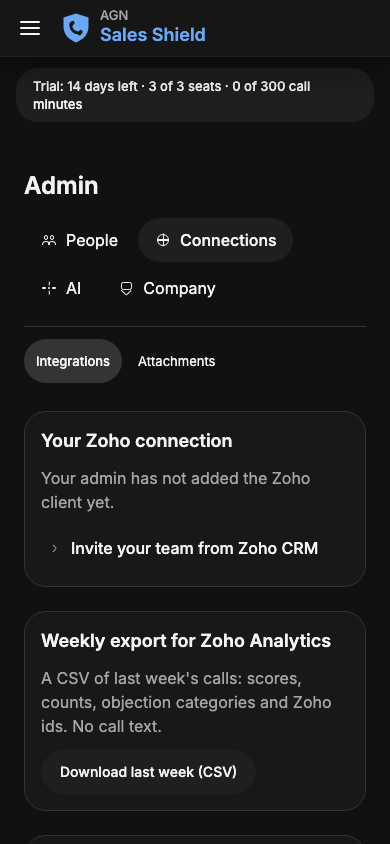 AGN
Sales Shield
Trial: 14 days left · 3 of 3 seats · 0 of 300 call
minutes
Admin
People
Connections
AI
Company
Integrations
Attachments
Your Zoho connection
Your admin has not added the Zoho
client yet.
Invite your team from Zoho CRM
Weekly export for Zoho Analytics
A CSV of last week's calls: scores,
counts, objection categories and Zoho
ids. No call text.
Download last week (CSV)